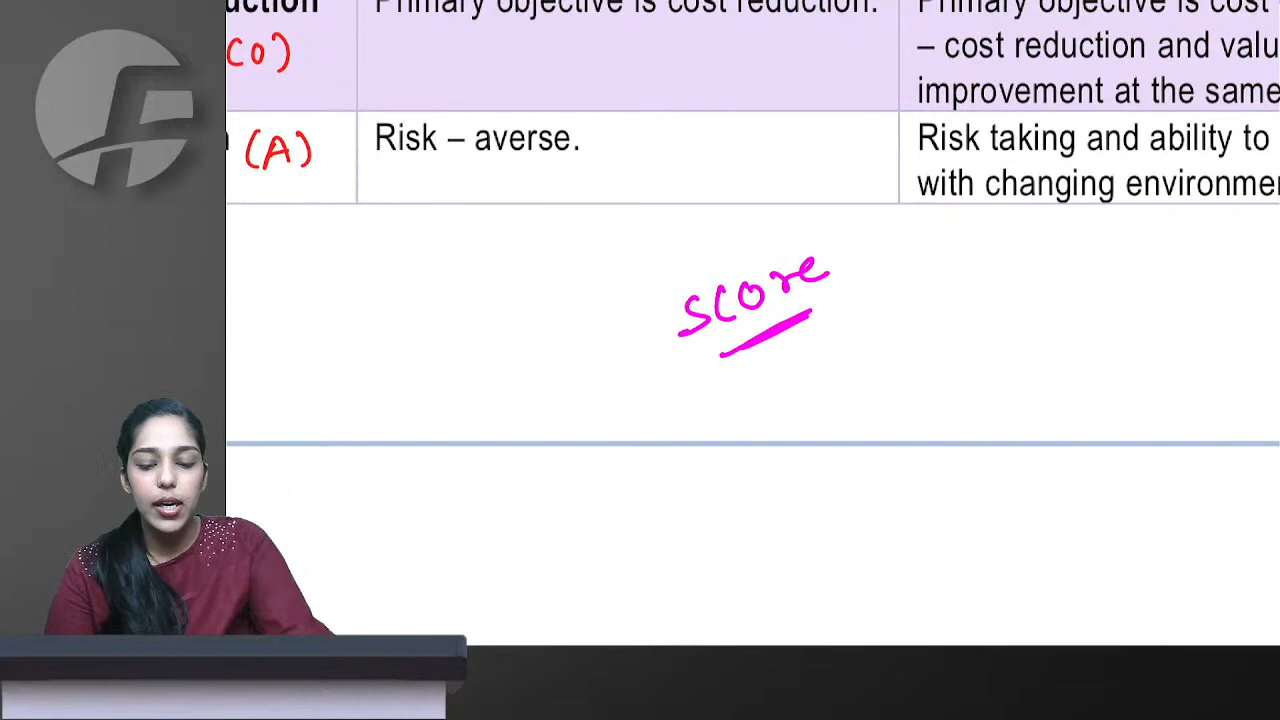 uction Primary objective is cost reduction. Primary objective is cost
(CO) – cost reduction and valu
improvement at the same
(A) Risk – averse. Risk taking and ability to
with changing environme
score